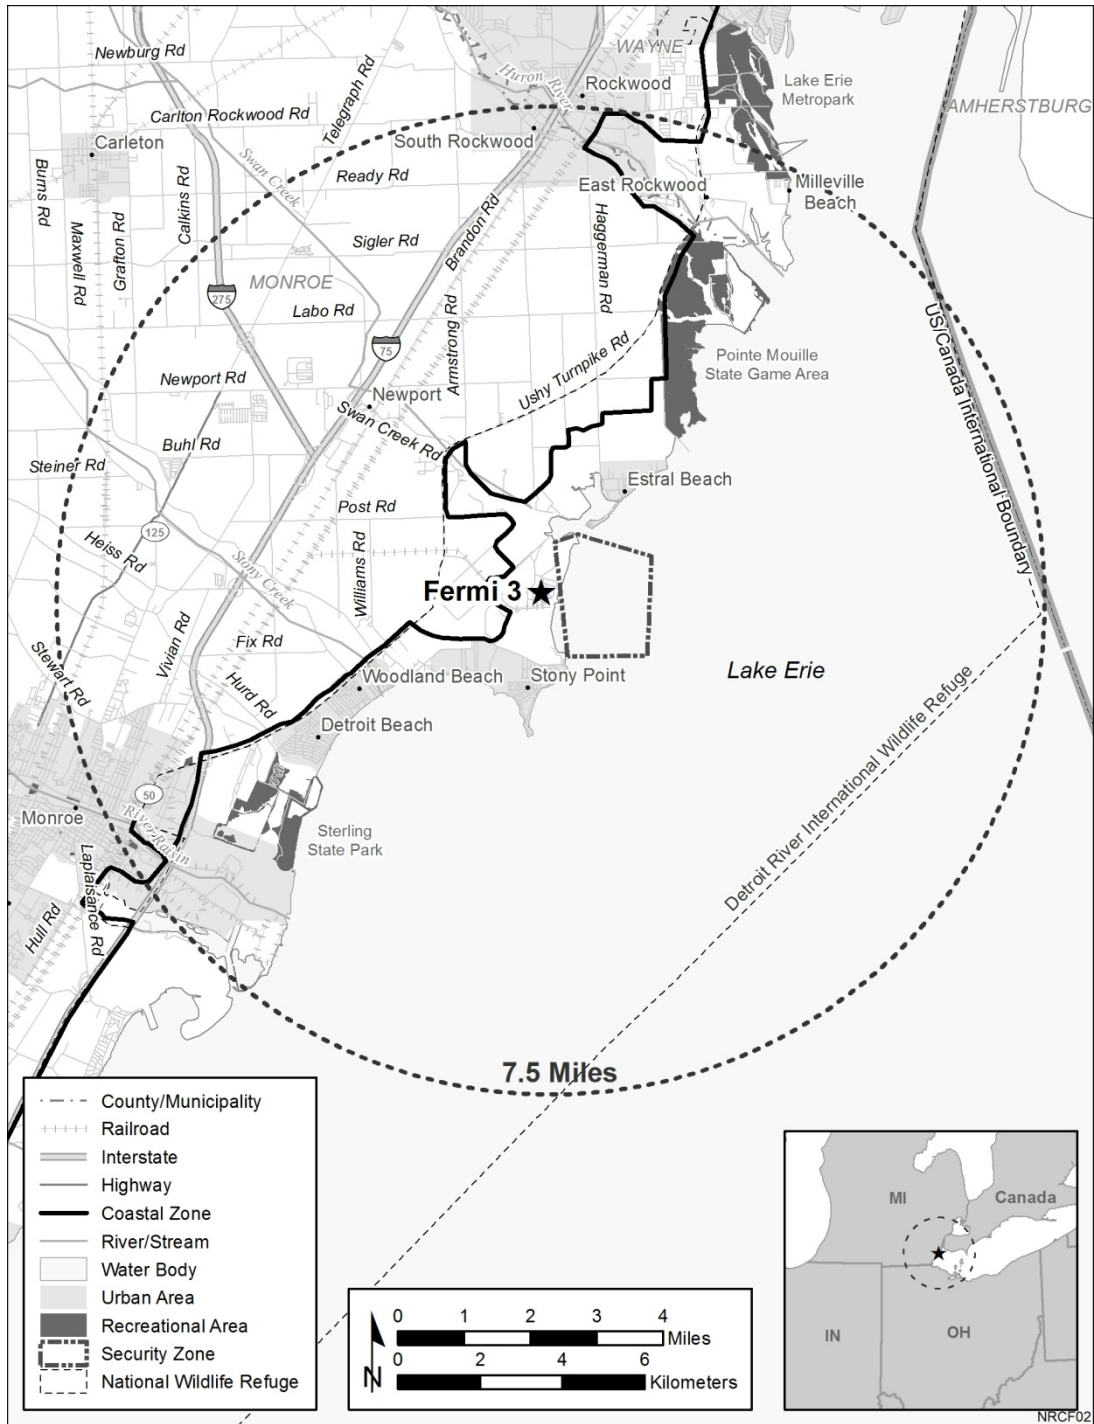 Newburg Rd
WAYNE
Huron River
Rockwood
Lake Erie
Metropark
AMHERSTBURG
Telegraph Rd
Carlton Rockwood Rd
Carleton
South Rockwood
Swan Creek
Ready Rd
East Rockwood
Milleville
Beach
Burns Rd
Maxwell Rd
Grafton Rd
Calkins Rd
Sigler Rd
Brandon Rd
Haggerman Rd
MONROE
275
Labo Rd
75
Armstrong Rd
Ushy Turnpike Rd
Pointe Mouille
State Game Area
US/Canada International Boundary
Newport Rd
Newport
Swan Creek Rd
Buhl Rd
Steiner Rd
Estral Beach
Post Rd
125
Heiss Rd
Stony Creek
Williams Rd
Fermi 3
Fix Rd
Vivian Rd
Stewart Rd
Hurd Rd
Woodland Beach
Stony Point
Lake Erie
Detroit Beach
Detroit River International Wildlife Refuge
50
Monroe
River Raisin
Sterling
State Park
Laplaisance Rd
Hull Rd
7.5 Miles
County/Municipality
Railroad
Interstate
Highway
Coastal Zone
River/Stream
Water Body
Urban Area
Recreational Area
Security Zone
National Wildlife Refuge
N
0 1 2 3 4
Miles
0 2 4 6
Kilometers
MI
Canada
IN
OH
NRCF02